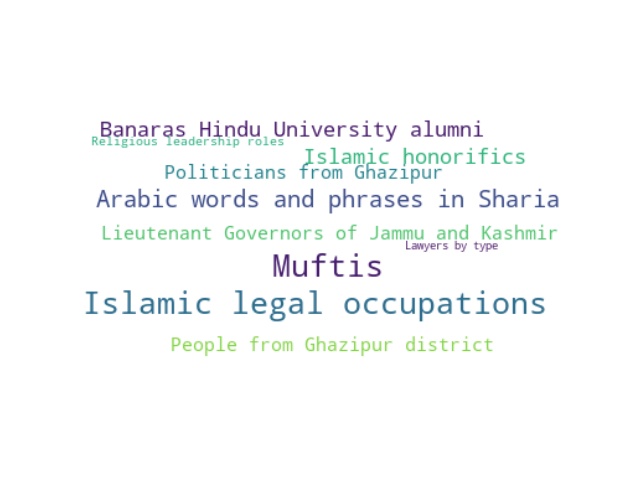 Banaras Hindu University alumni
Religious leadership roles
Islamic honorifics
Politicians from Ghazipur
Arabic words and phrases in Sharia
Lieutenant Governors of Jammu and Kashmir
Lawyers by type
Muftis
Islamic legal occupations
People from Ghazipur district